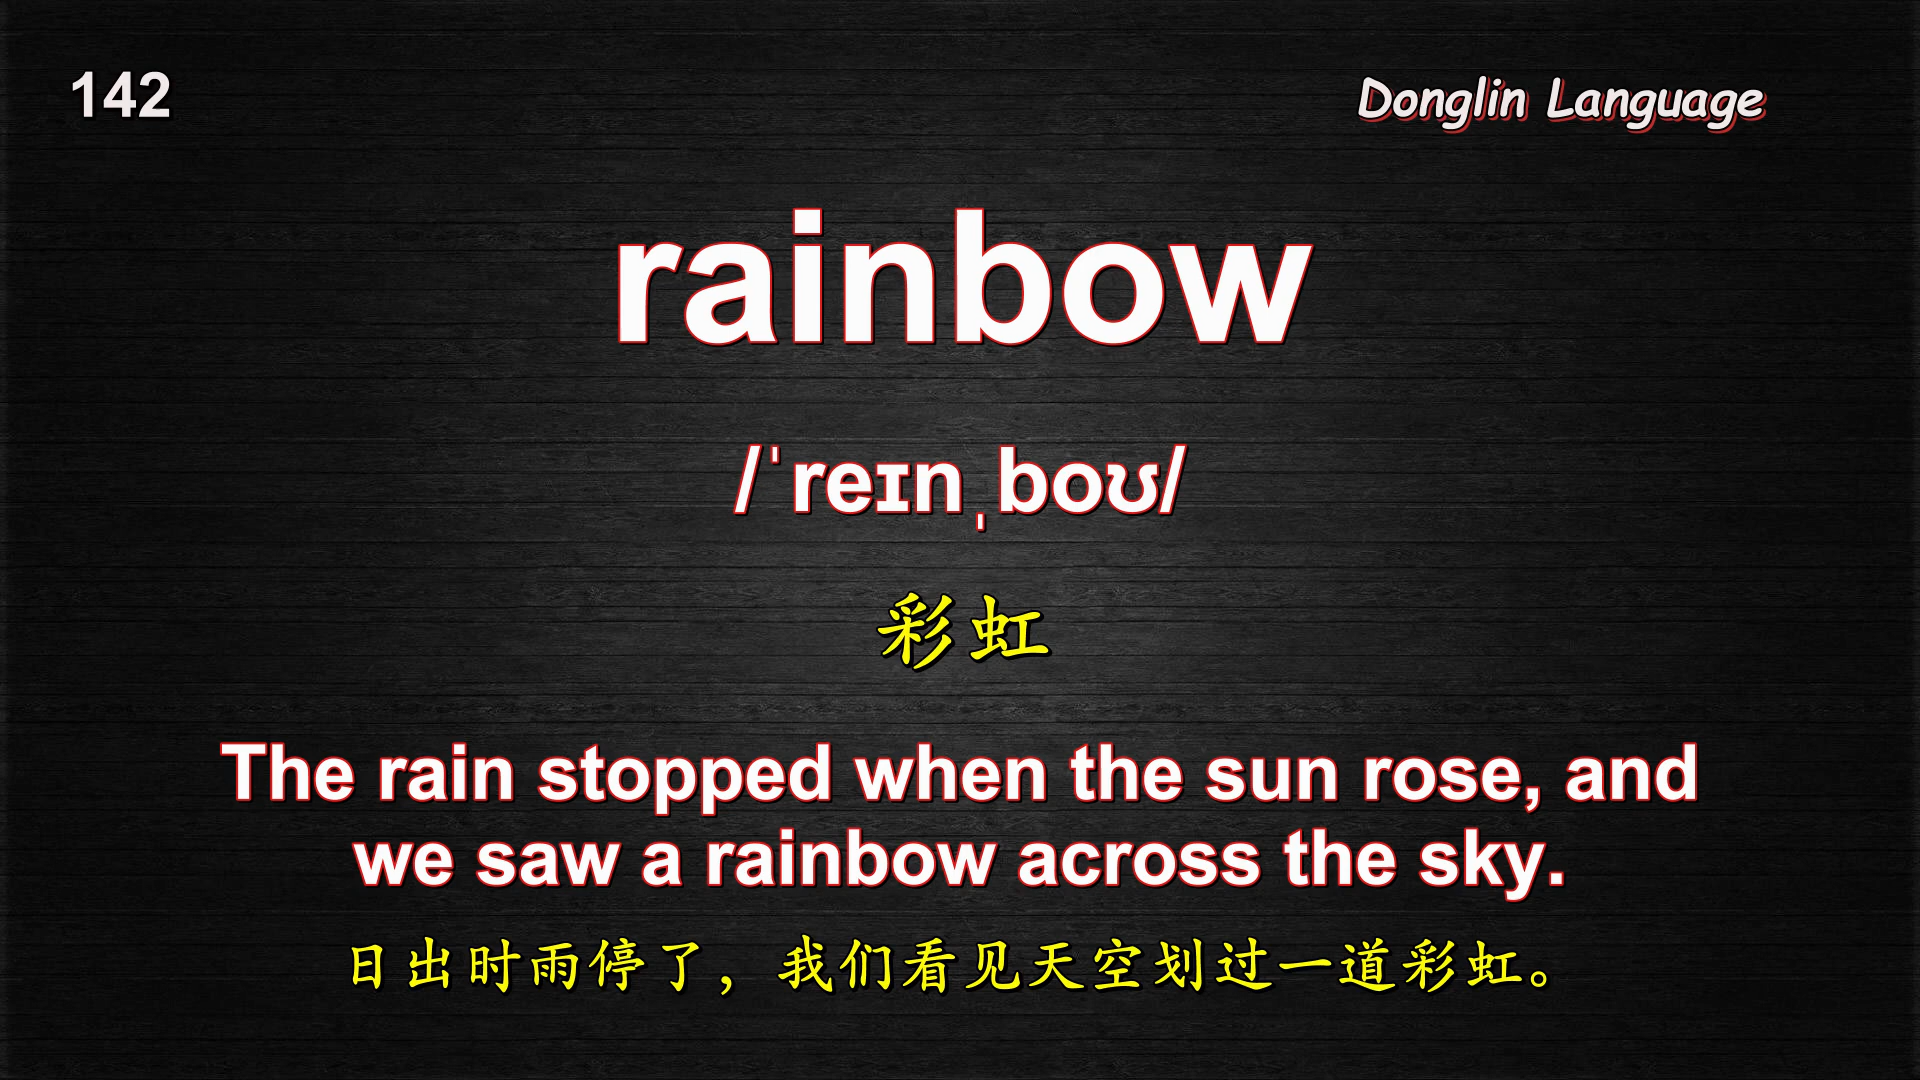 142
Donglin Language
rainbow
/ˈreɪnˌboʊ/
彩虹
The rain stopped when the sun rose, and
we saw a rainbow across the sky.
日出时雨停了，我们看见天空划过一道彩虹。